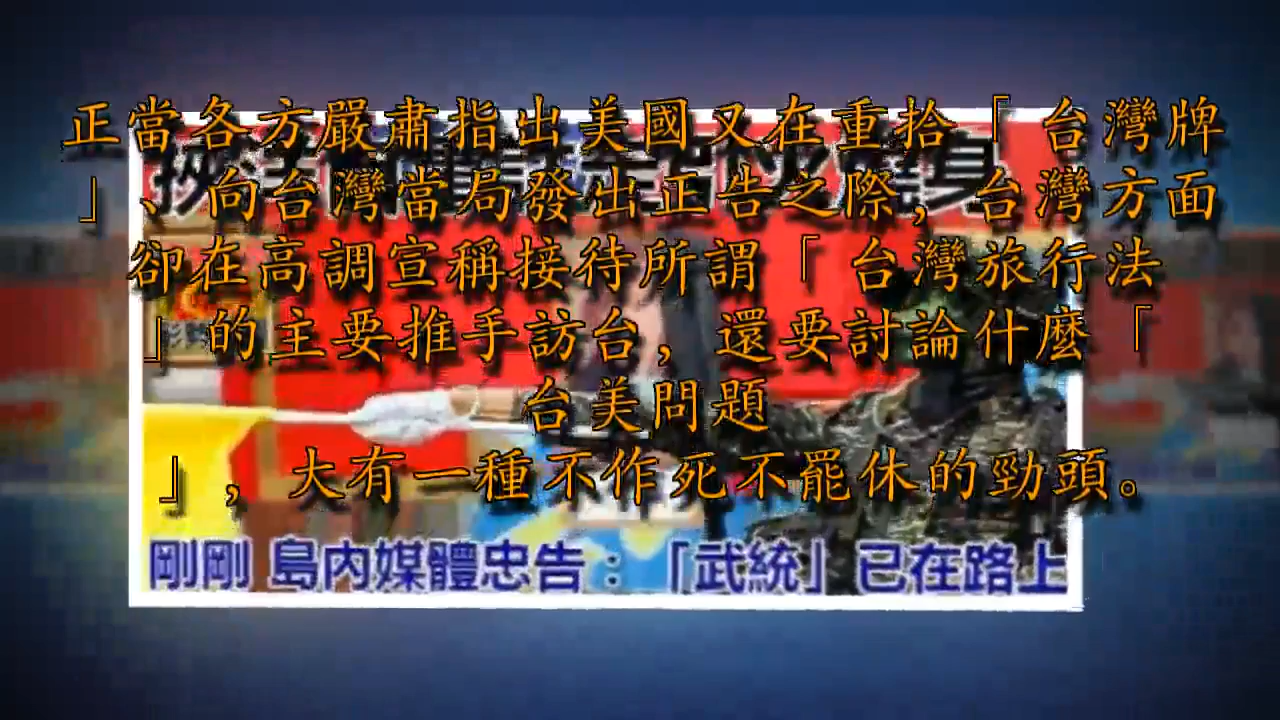 正當各方嚴肅指出美國又在重拾「 台灣牌
」、向台灣當局發出正告之際，台灣方面
卻在高調宣稱接待所謂「 台灣旅行法
」的主要推手訪台，還要討論什麼「
台美問題
」，大有一種不作死不罷休的勁頭。
剛剛 島內媒體忠告：「武統」已在路上